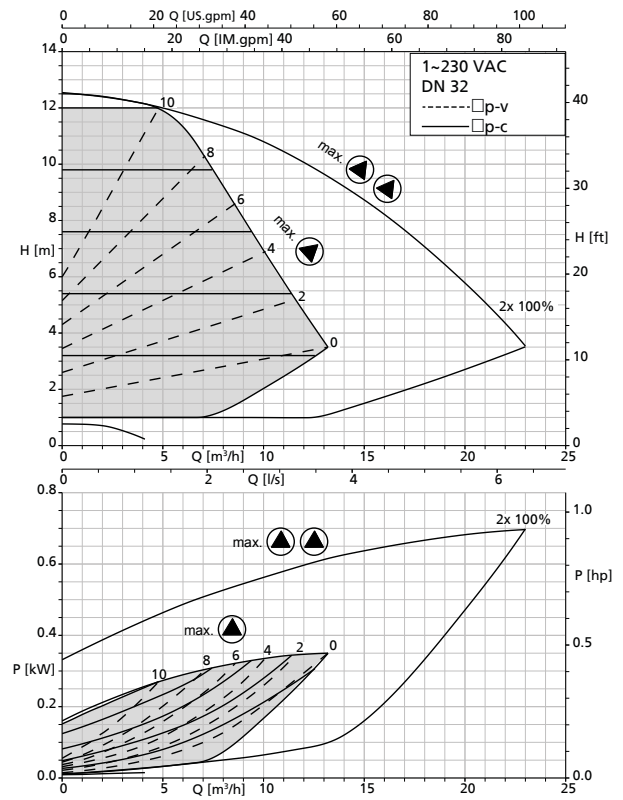 0 20 Q [US.gpm] 60 100
0 20 Q [IM.gpm] 40 60 80
14
12
10
8
H [m]
6
4
2
0
1~230 VAC
DN 32
□p-v
□p-c
40
30
H [ft]
20
10
0
10
8
6
4
2
0
max.
max.
2x 100%
0 Q [m³/h] 5 10 15 20 25
0 2 Q [l/s] 4 6
0.8
0.6
0.4
P [kW]
0.2
0.0
1.0
P [hp]
0.5
0.0
2x 100%
max.
max.
10 8 6 4 2 0
0 Q [m³/h] 5 10 15 20 25